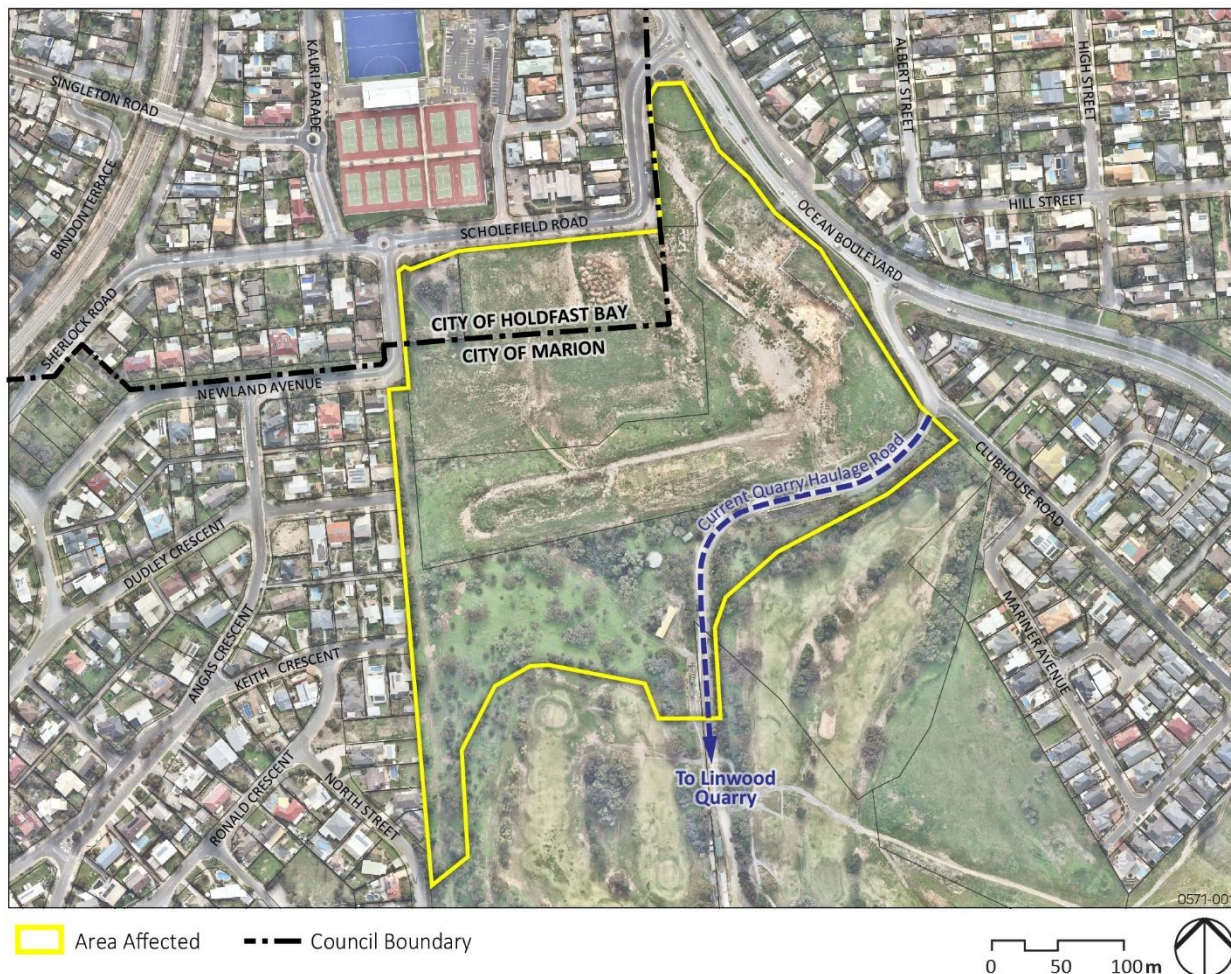 KAURI PARADE
SINGLETON ROAD
BANDON TERRACE
SHERLOCK ROAD
SCHOLEFIELD ROAD
ALBERT STREET
HIGH STREET
HILL STREET
OCEAN BOULEVARD
CITY OF HOLDFAST BAY
CITY OF MARION
NEWLAND AVENUE
DUDLEY CRESCENT
ANGAS CRESCENT
KEITH CRESCENT
RONALD CRESCENT
NORTH STREET
Current Quarry Haulage Road
CLUBHOUSE ROAD
MARINER AVENUE
To Linwood
Quarry
0571-001
Area Affected
Council Boundary
0 50 100 m